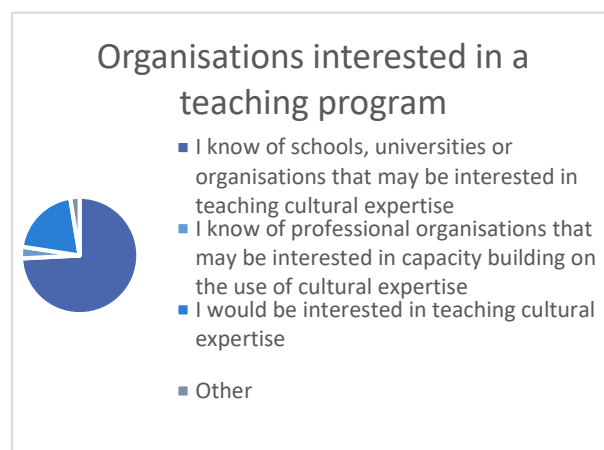 Organisations interested in a
teaching program
I know of schools, universities or
organisations that may be interested in
teaching cultural expertise
I know of professional organisations that
may be interested in capacity building on
the use of cultural expertise
I would be interested in teaching cultural
expertise
Other